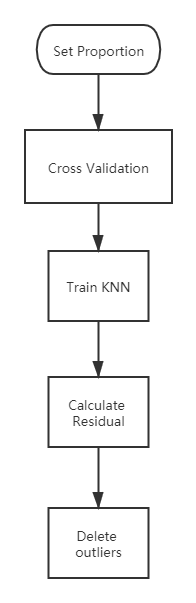 Set Proportion
Cross Validation
Train KNN
Calculate
Residual
Delete
outliers